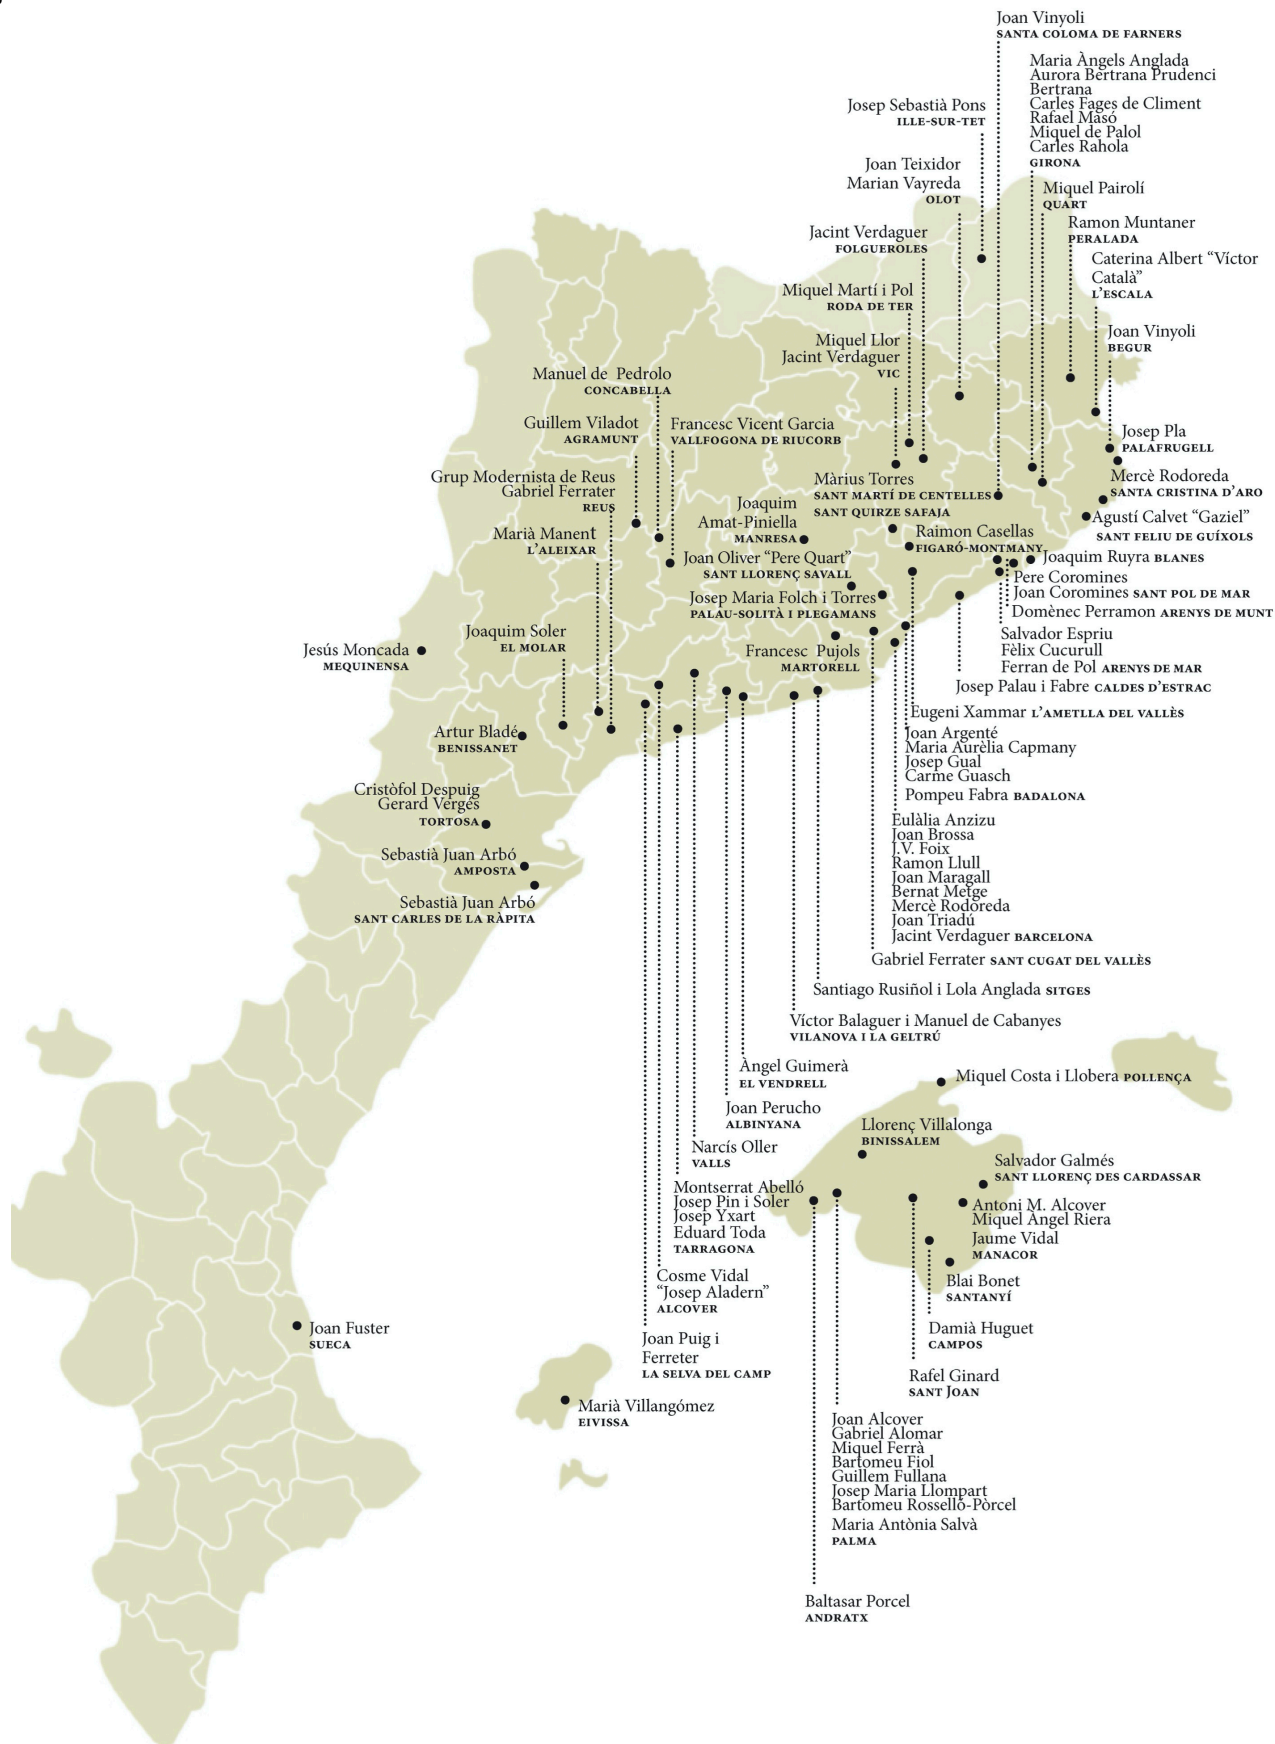 Joan Vinyoli
SANTA COLOMA DE FARNERS
Maria Àngels Anglada
Aurora Bertrana Prudenci
Bertrana
Carles Fages de Climent
Rafael Masó
Miquel de Palol
Carles Rahola
GIRONA
Josep Sebastià Pons
ILLE-SUR-TET
Joan Teixidor
Marian Vayreda
OLOT
Miquel Pairolí
QUART
Jacint Verdaguer
FOLGUEROLES
Ramon Muntaner
PERALADA
Caterina Albert “Víctor
Català”
L’ESCALA
Miquel Martí i Pol
RODA DE TER
Joan Vinyoli
BEGUR
Miquel Llor
Jacint Verdaguer
VIC
Manuel de Pedrolo
CONCABELLA
Guillem Viladot
AGRAMUNT
Francesc Vicent Garcia
VALLFOGONA DE RIUCORB
Josep Pla
PALAFRUGELL
Grup Modernista de Reus
Gabriel Ferrater
REUS
Màrius Torres
SANT MARTÍ DE CENTELLES
SANT QUIRZE SAFAJA
Mercè Rodoreda
SANTA CRISTINA D’ARO
Joaquim
Amat-Piniella
MANRESA
Agustí Calvet “Gaziel”
SANT FELIU DE GUÍXOLS
Marià Manent
L’ALEIXAR
Raimon Casellas
FIGARÓ-MONTMANY
Joan Oliver “Pere Quart”
SANT LLORENÇ SAVALL
Joaquim Ruyra BLANES
Pere Coromines
Joan Coromines SANT POL DE MAR
Josep Maria Folch i Torres
PALAU-SOLITÀ I PLEGAMANS
Domènec Perramon ARENYS DE MUNT
Joaquim Soler
EL MOLAR
Jesús Moncada
MEQUINENSA
Francesc Pujols
MARTORELL
Salvador Espriu
Fèlix Cucurull
Ferran de Pol ARENYS DE MAR
Josep Palau i Fabre CALDES D’ESTRAC
Eugeni Xammar L’AMETLLA DEL VALLÈS
Artur Bladé
BENISSANET
Joan Argenté
Maria Aurèlia Capmany
Josep Gual
Carme Guasch
Pompeu Fabra BADALONA
Cristòfol Despuig
Gerard Vergés
TORTOSA
Eulàlia Anzizu
Joan Brossa
J.V. Foix
Ramon Llull
Joan Maragall
Bernat Metge
Mercè Rodoreda
Joan Triadú
Jacint Verdaguer BARCELONA
Sebastià Juan Arbó
AMPOSTA
Sebastià Juan Arbó
SANT CARLES DE LA RÀPITA
Gabriel Ferrater SANT CUGAT DEL VALLÈS
Santiago Rusiñol i Lola Anglada SITGES
Víctor Balaguer i Manuel de Cabanyes
VILANOVA I LA GELTRÚ
Àngel Guimerà
EL VENDRELL
Miquel Costa i Llobera POLLENÇA
Joan Perucho
ALBINYANA
Llorenç Villalonga
BINISSALEM
Narcís Oller
VALLS
Salvador Galmés
SANT LLORENÇ DES CARDASSAR
Montserrat Abelló
Josep Pin i Soler
Josep Yxart
Eduard Toda
TARRAGONA
Antoni M. Alcover
Miquel Àngel Riera
Jaume Vidal
MANACOR
Cosme Vidal
“Josep Aladern”
ALCOVER
Blai Bonet
SANTANYÍ
Joan Fuster
SUECA
Joan Puig i
Ferreter
LA SELVA DEL CAMP
Damià Huguet
CAMPOS
Rafel Ginard
SANT JOAN
Marià Villangómez
EIVISSA
Joan Alcover
Gabriel Alomar
Miquel Ferrà
Bartomeu Fiol
Guillem Fullana
Josep Maria Llompart
Bartomeu Rosselló-Pòrcel
Maria Antònia Salvà
PALMA
Baltasar Porcel
ANDRATX